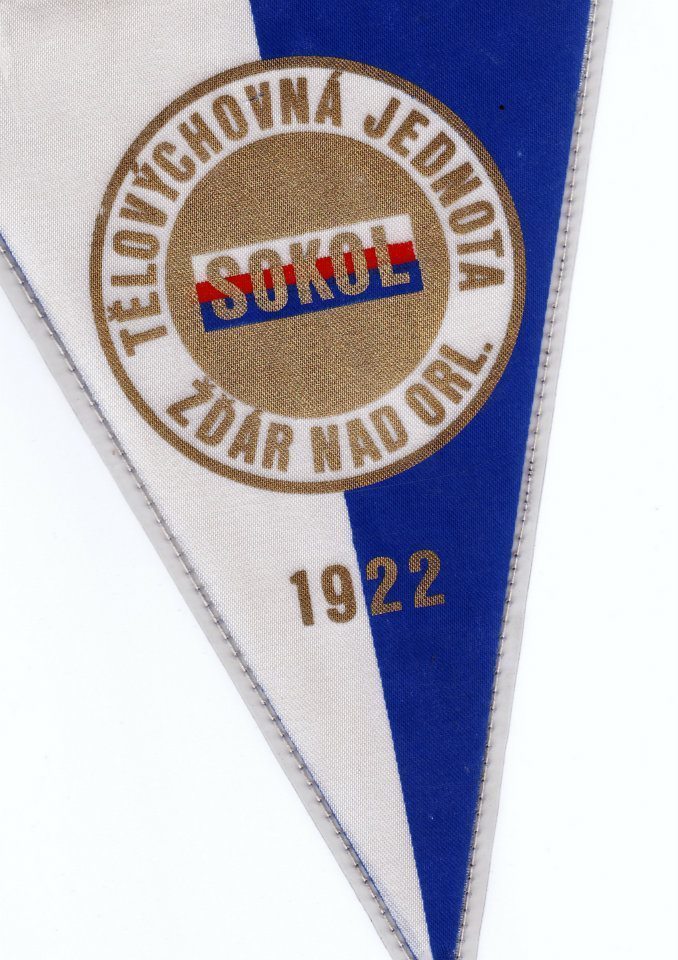 TĚLOVÝCHOVNÁ JEDNOTA
SOKOL
ŽĎÁR NAD ORL.
1922